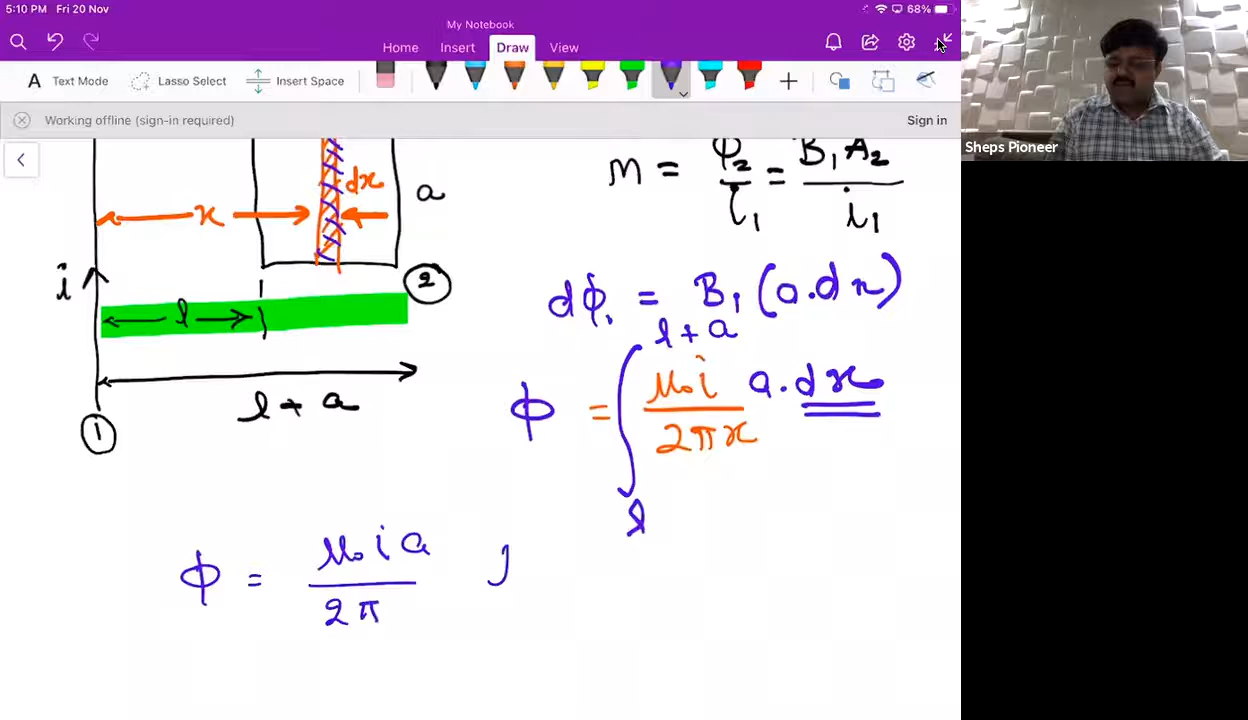 5:10 PM Fri 20 Nov
68%
My Notebook
Home Insert Draw View
A Text Mode Lasso Select Insert Space
Working offline (sign-in required) Sign in
Sheps Pioneer
dx
a
x
M = Φ₂/i₁ = B₁A₂/i₁
i
2
l
dΦ₁ = B₁ (a.dx)
l + a
1
Φ = ∫ₗ^(l+a) μ₀i/2πx a.dx
Φ = μ₀ia/2π ∫